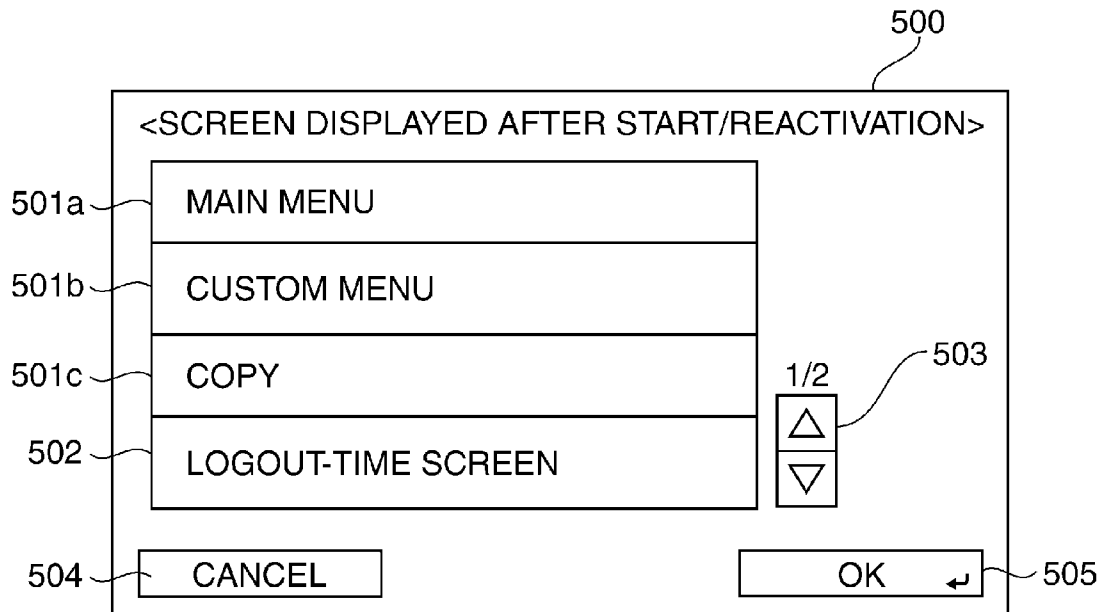 500
<SCREEN DISPLAYED AFTER START/REACTIVATION>
501a MAIN MENU
501b CUSTOM MENU
501c COPY
1/2 503
502 LOGOUT-TIME SCREEN
504 CANCEL OK 505